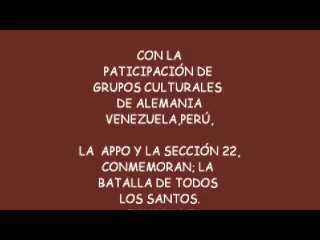 CON LA
PATICIPACIÓN DE
GRUPOS CULTURALES
DE ALEMANIA
VENEZUELA,PERÚ,
LA APPO Y LA SECCIÓN 22,
CONMEMORAN; LA
BATALLA DE TODOS
LOS SANTOS.